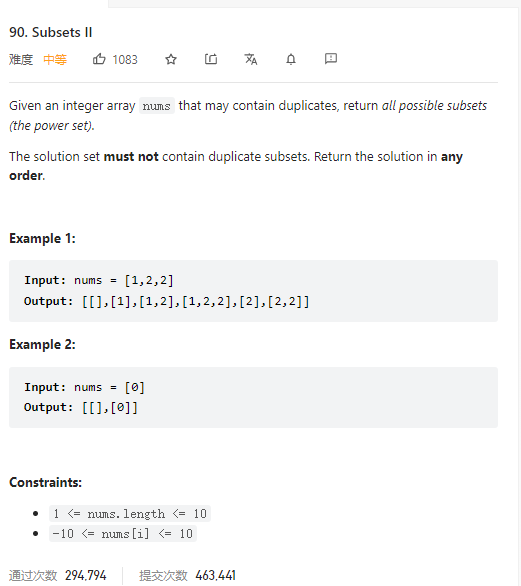 90. Subsets II
难度 中等 1083
Given an integer array nums that may contain duplicates, return all possible subsets
(the power set).
The solution set must not contain duplicate subsets. Return the solution in any
order.
Example 1:
Input: nums = [1,2,2]
Output: [[],[1],[1,2],[1,2,2],[2],[2,2]]
Example 2:
Input: nums = [0]
Output: [[],[0]]
Constraints:
• 1 <= nums.length <= 10
• -10 <= nums[i] <= 10
通过次数 294,794 提交次数 463,441